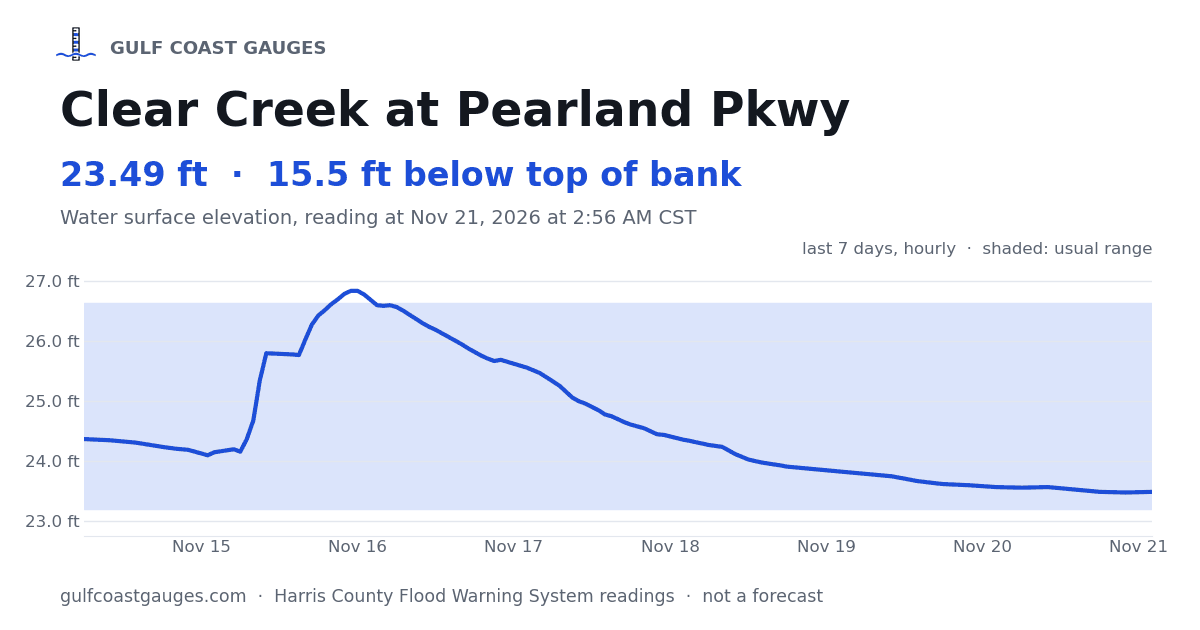 GULF COAST GAUGES
Clear Creek at Pearland Pkwy
23.49 ft · 15.5 ft below top of bank
Water surface elevation, reading at Nov 21, 2026 at 2:56 AM CST
last 7 days, hourly · shaded: usual range
27.0 ft
26.0 ft
25.0 ft
24.0 ft
23.0 ft
Nov 15 Nov 16 Nov 17 Nov 18 Nov 19 Nov 20 Nov 21
gulfcoastgauges.com · Harris County Flood Warning System readings · not a forecast